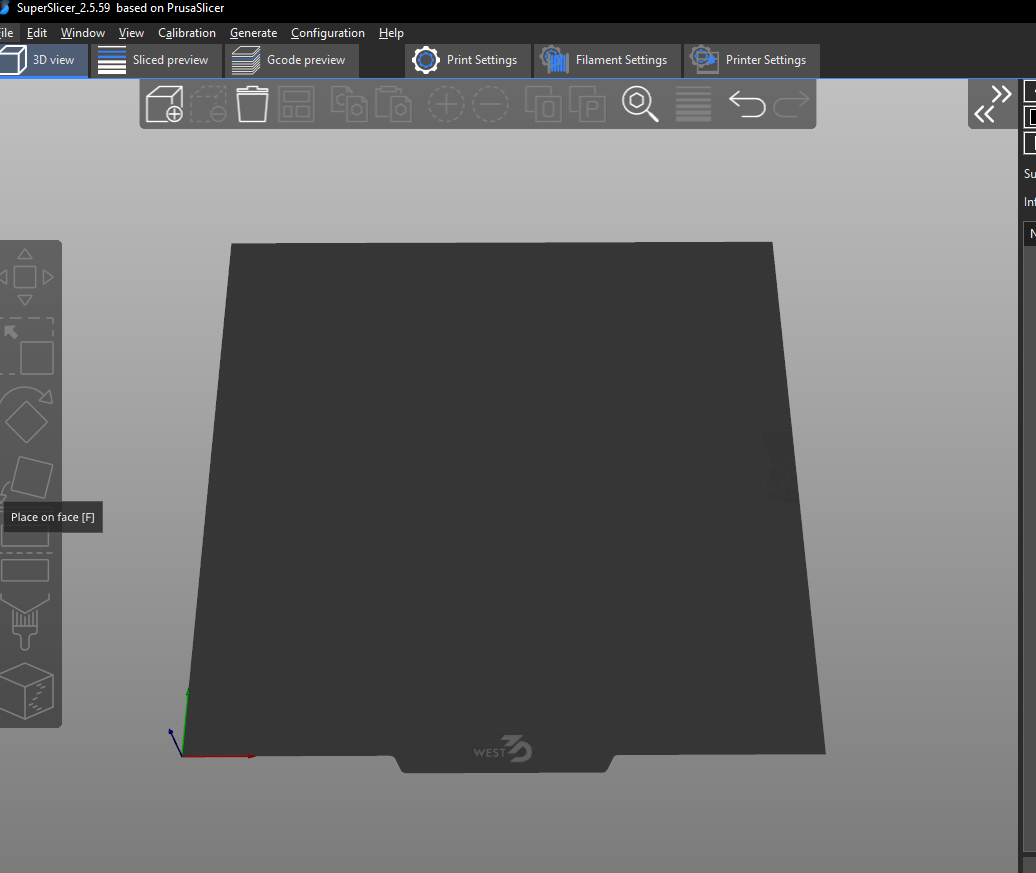 SuperSlicer_2.5.59 based on PrusaSlicer
ile Edit Window View Calibration Generate Configuration Help
3D view Sliced preview Gcode preview Print Settings Filament Settings Printer Settings
Su
Inf
N
Place on face [F]
WEST 3D